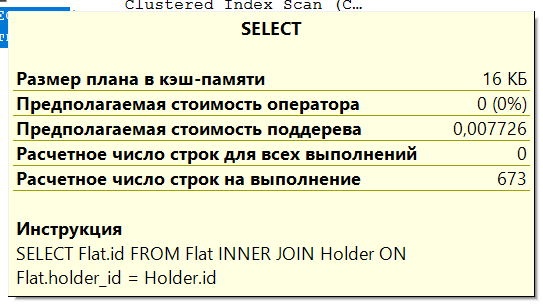 Clustered Index Scan (C…
SELECT
Размер плана в кэш-памяти 16 КБ
Предполагаемая стоимость оператора 0 (0%)
Предполагаемая стоимость поддерева 0,007726
Расчетное число строк для всех выполнений 0
Расчетное число строк на выполнение 673
Инструкция
SELECT Flat.id FROM Flat INNER JOIN Holder ON
Flat.holder_id = Holder.id